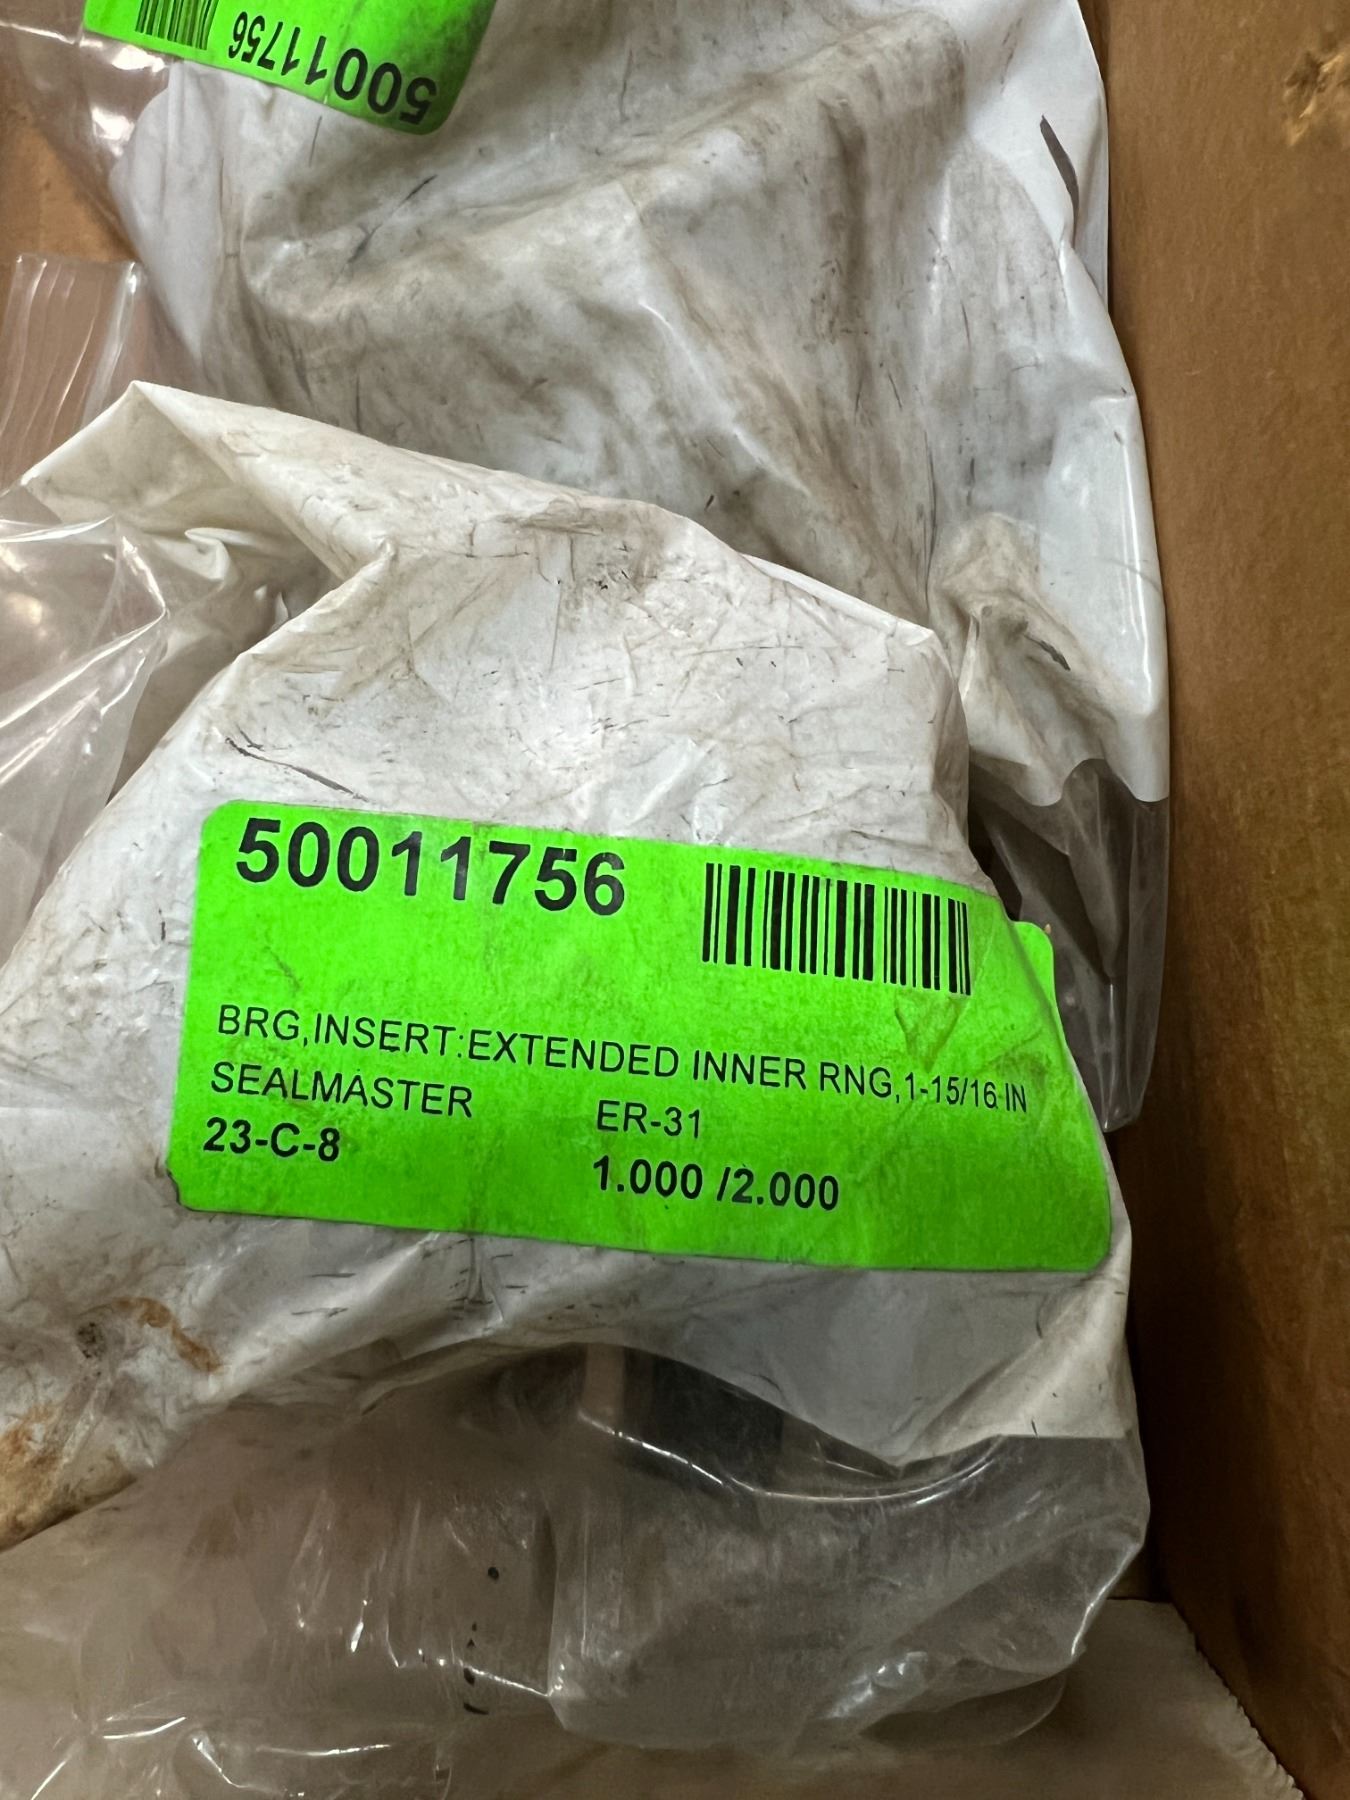 50011756
50011756
BRG,INSERT:EXTENDED INNER RNG,1-15/16 IN
SEALMASTER ER-31
23-C-8 1.000 /2.000